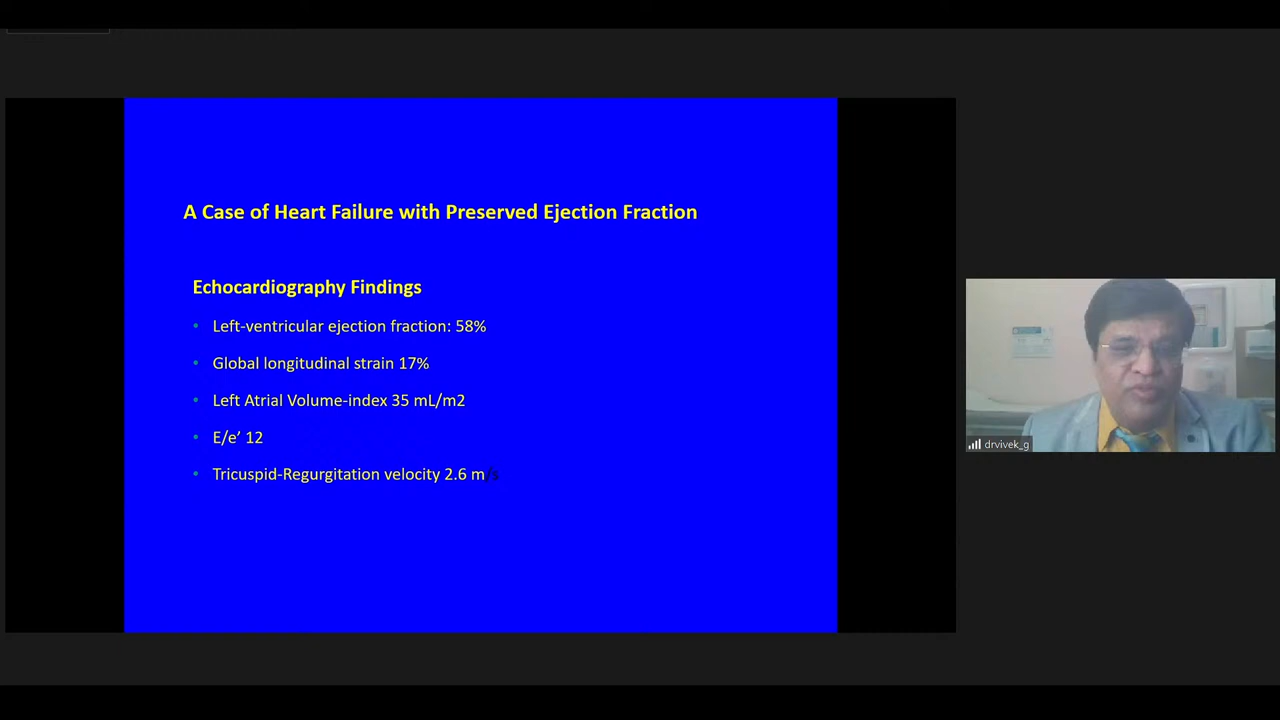 A Case of Heart Failure with Preserved Ejection Fraction
Echocardiography Findings
• Left-ventricular ejection fraction: 58%
• Global longitudinal strain 17%
• Left Atrial Volume-index 35 mL/m2
• E/e’ 12
• Tricuspid-Regurgitation velocity 2.6 m/s
drvivek_g